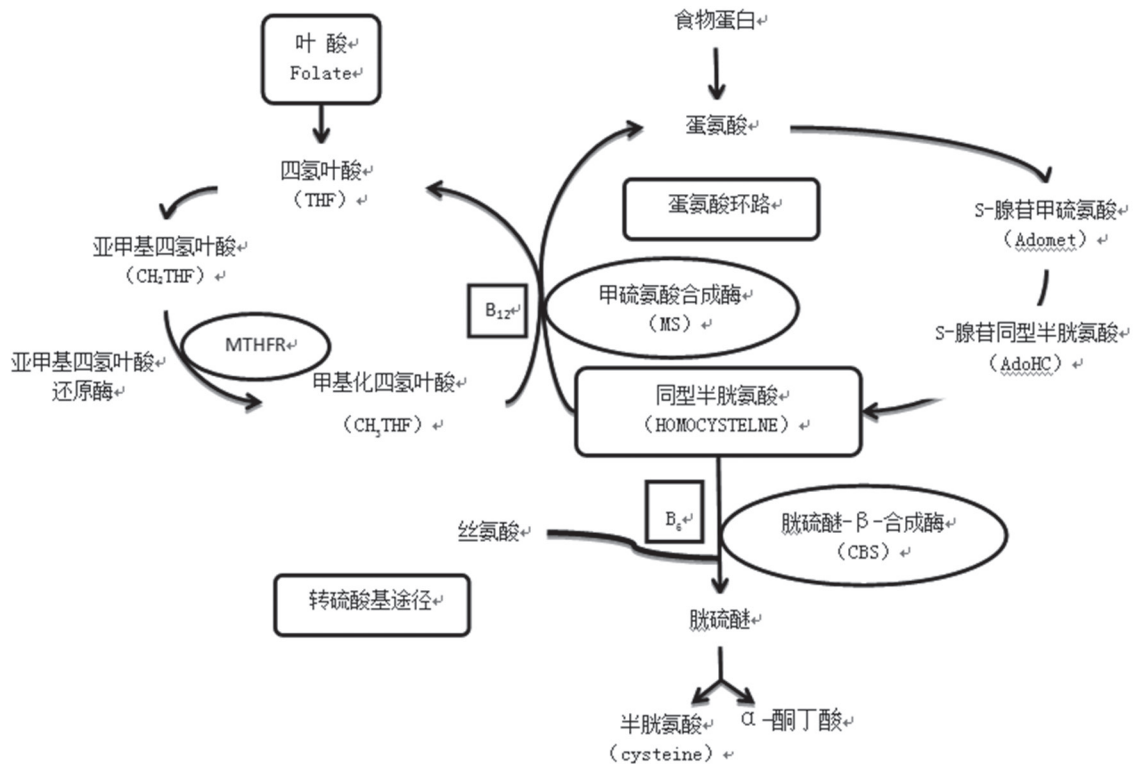 叶 酸
Folate
食物蛋白
蛋氨酸
四氢叶酸
（THF）
蛋氨酸环路
S-腺苷甲硫氨酸
（Adomet）
亚甲基四氢叶酸
（CH₂THF）
甲硫氨酸合成酶
（MS）
B₁₂
MTHFR
亚甲基四氢叶酸
还原酶
S-腺苷同型半胱氨酸
（AdoHC）
甲基化四氢叶酸
（CH₃THF）
同型半胱氨酸
（HOMOCYSTELNE）
B₆
丝氨酸
胱硫醚-β-合成酶
（CBS）
转硫酸基途径
胱硫醚
半胱氨酸
（cysteine）
α-酮丁酸